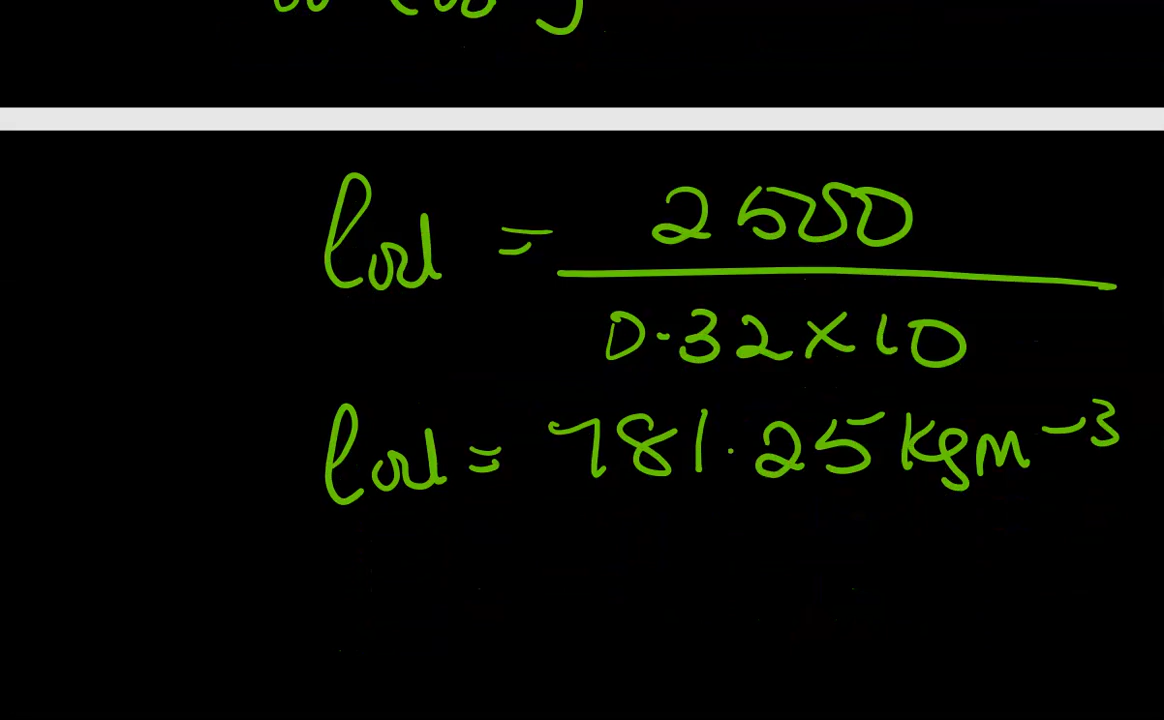 ρoil = 2500
0.32×10
ρoil = 781.25 kgm⁻³